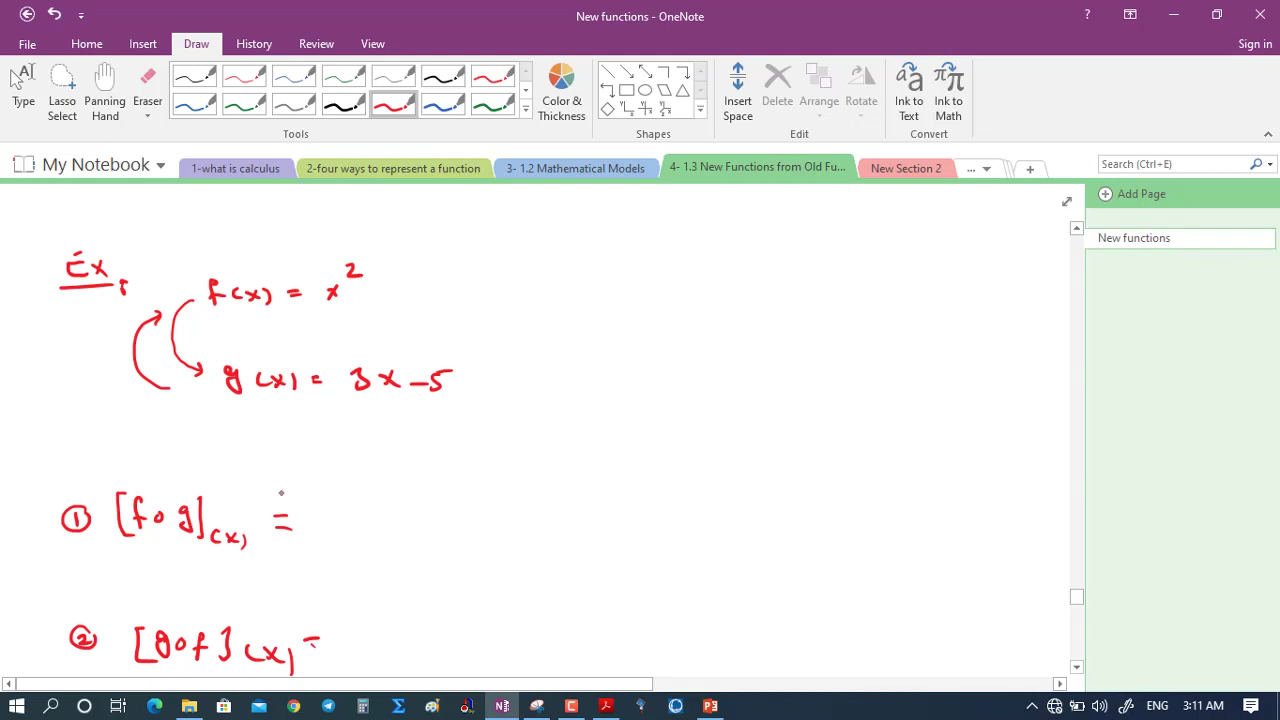 New functions - OneNote
? Sign in
File Home Insert Draw History Review View
Type
Lasso Select
Panning Hand
Eraser
Color & Thickness
Insert Space
Delete
Arrange
Rotate
Ink to Text
Ink to Math
Tools
Shapes
Edit
Convert
My Notebook
1-what is calculus
2-four ways to represent a function
3- 1.2 Mathematical Models
4- 1.3 New Functions from Old Fu...
New Section 2
...
Search (Ctrl+E)
Add Page
New functions
Ex:
f(x) = x²
g(x) = 3x - 5
① [f∘g](x) =
② [g∘f](x) =
ENG 3:11 AM